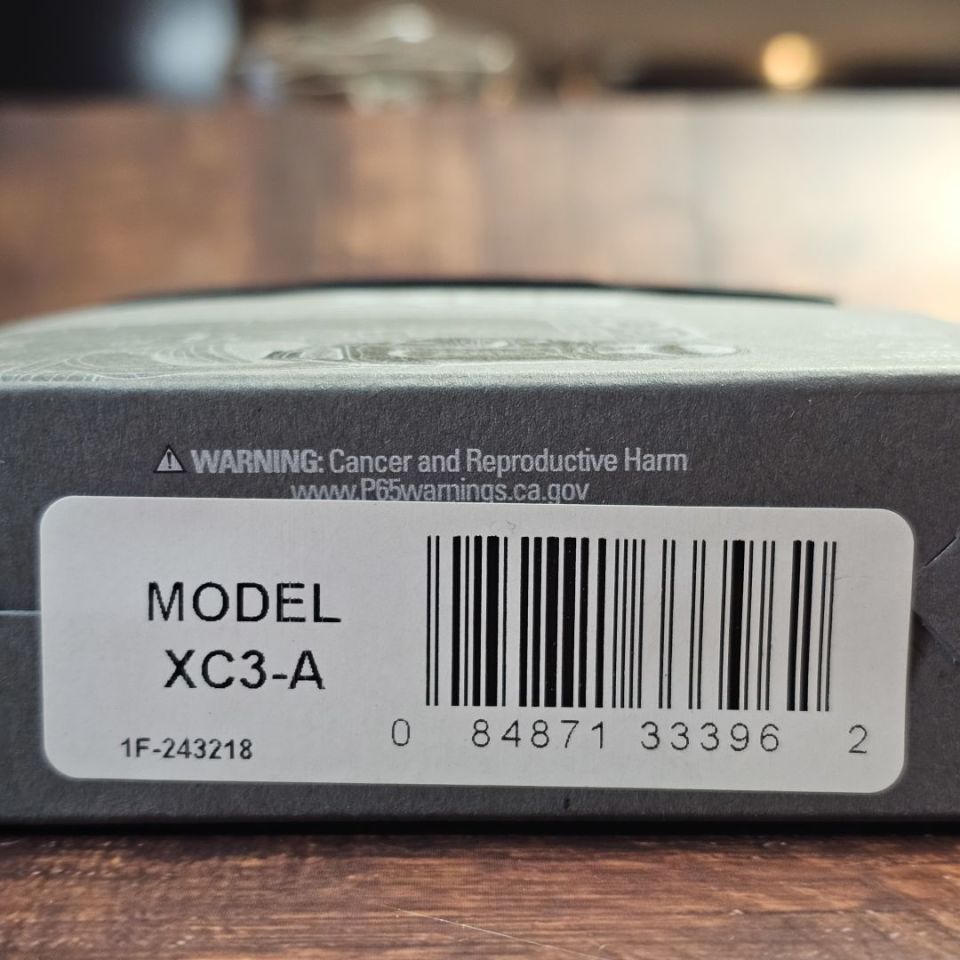 WARNING: Cancer and Reproductive Harm
www.P65warnings.ca.gov
MODEL
XC3-A
1F-243218
0 84871 33396 2